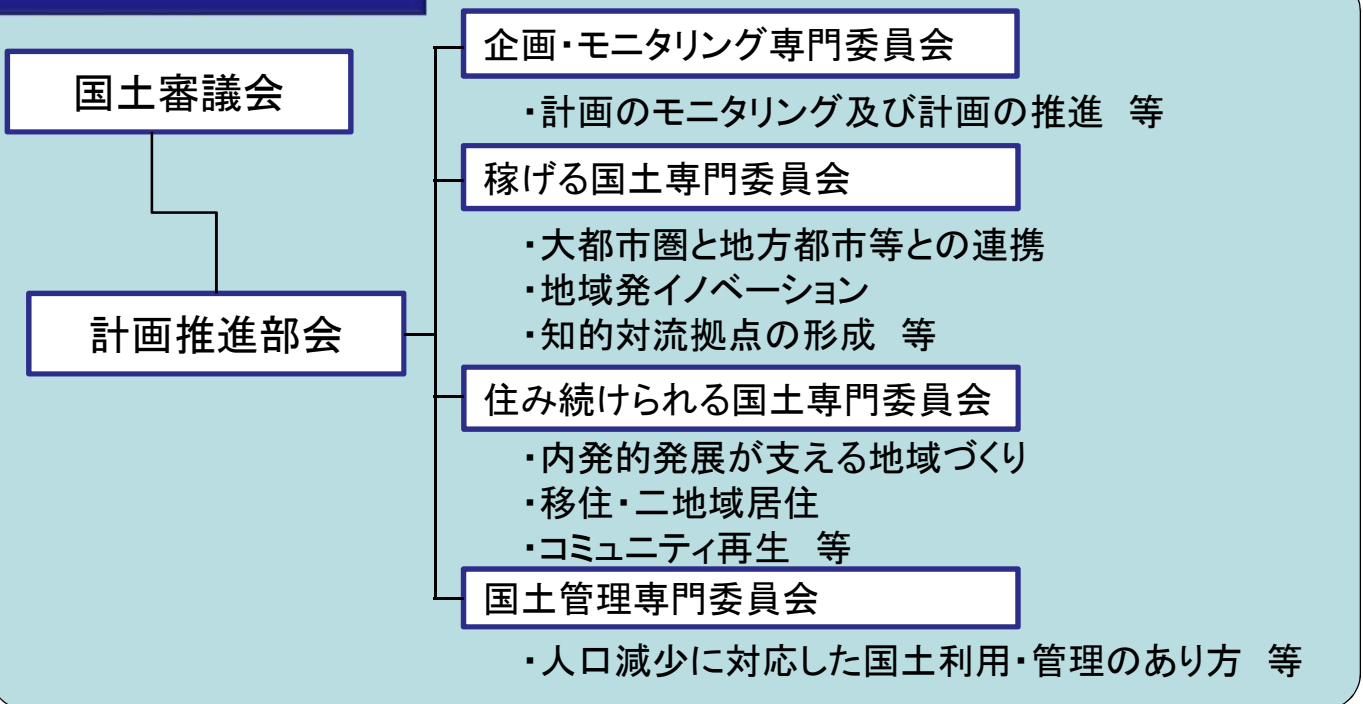 国土審議会
計画推進部会
企画・モニタリング専門委員会
・計画のモニタリング及び計画の推進　等
稼げる国土専門委員会
・大都市圏と地方都市等との連携
・地域発イノベーション
・知的対流拠点の形成　等
住み続けられる国土専門委員会
・内発的発展が支える地域づくり
・移住・二地域居住
・コミュニティ再生　等
国土管理専門委員会
・人口減少に対応した国土利用・管理のあり方　等